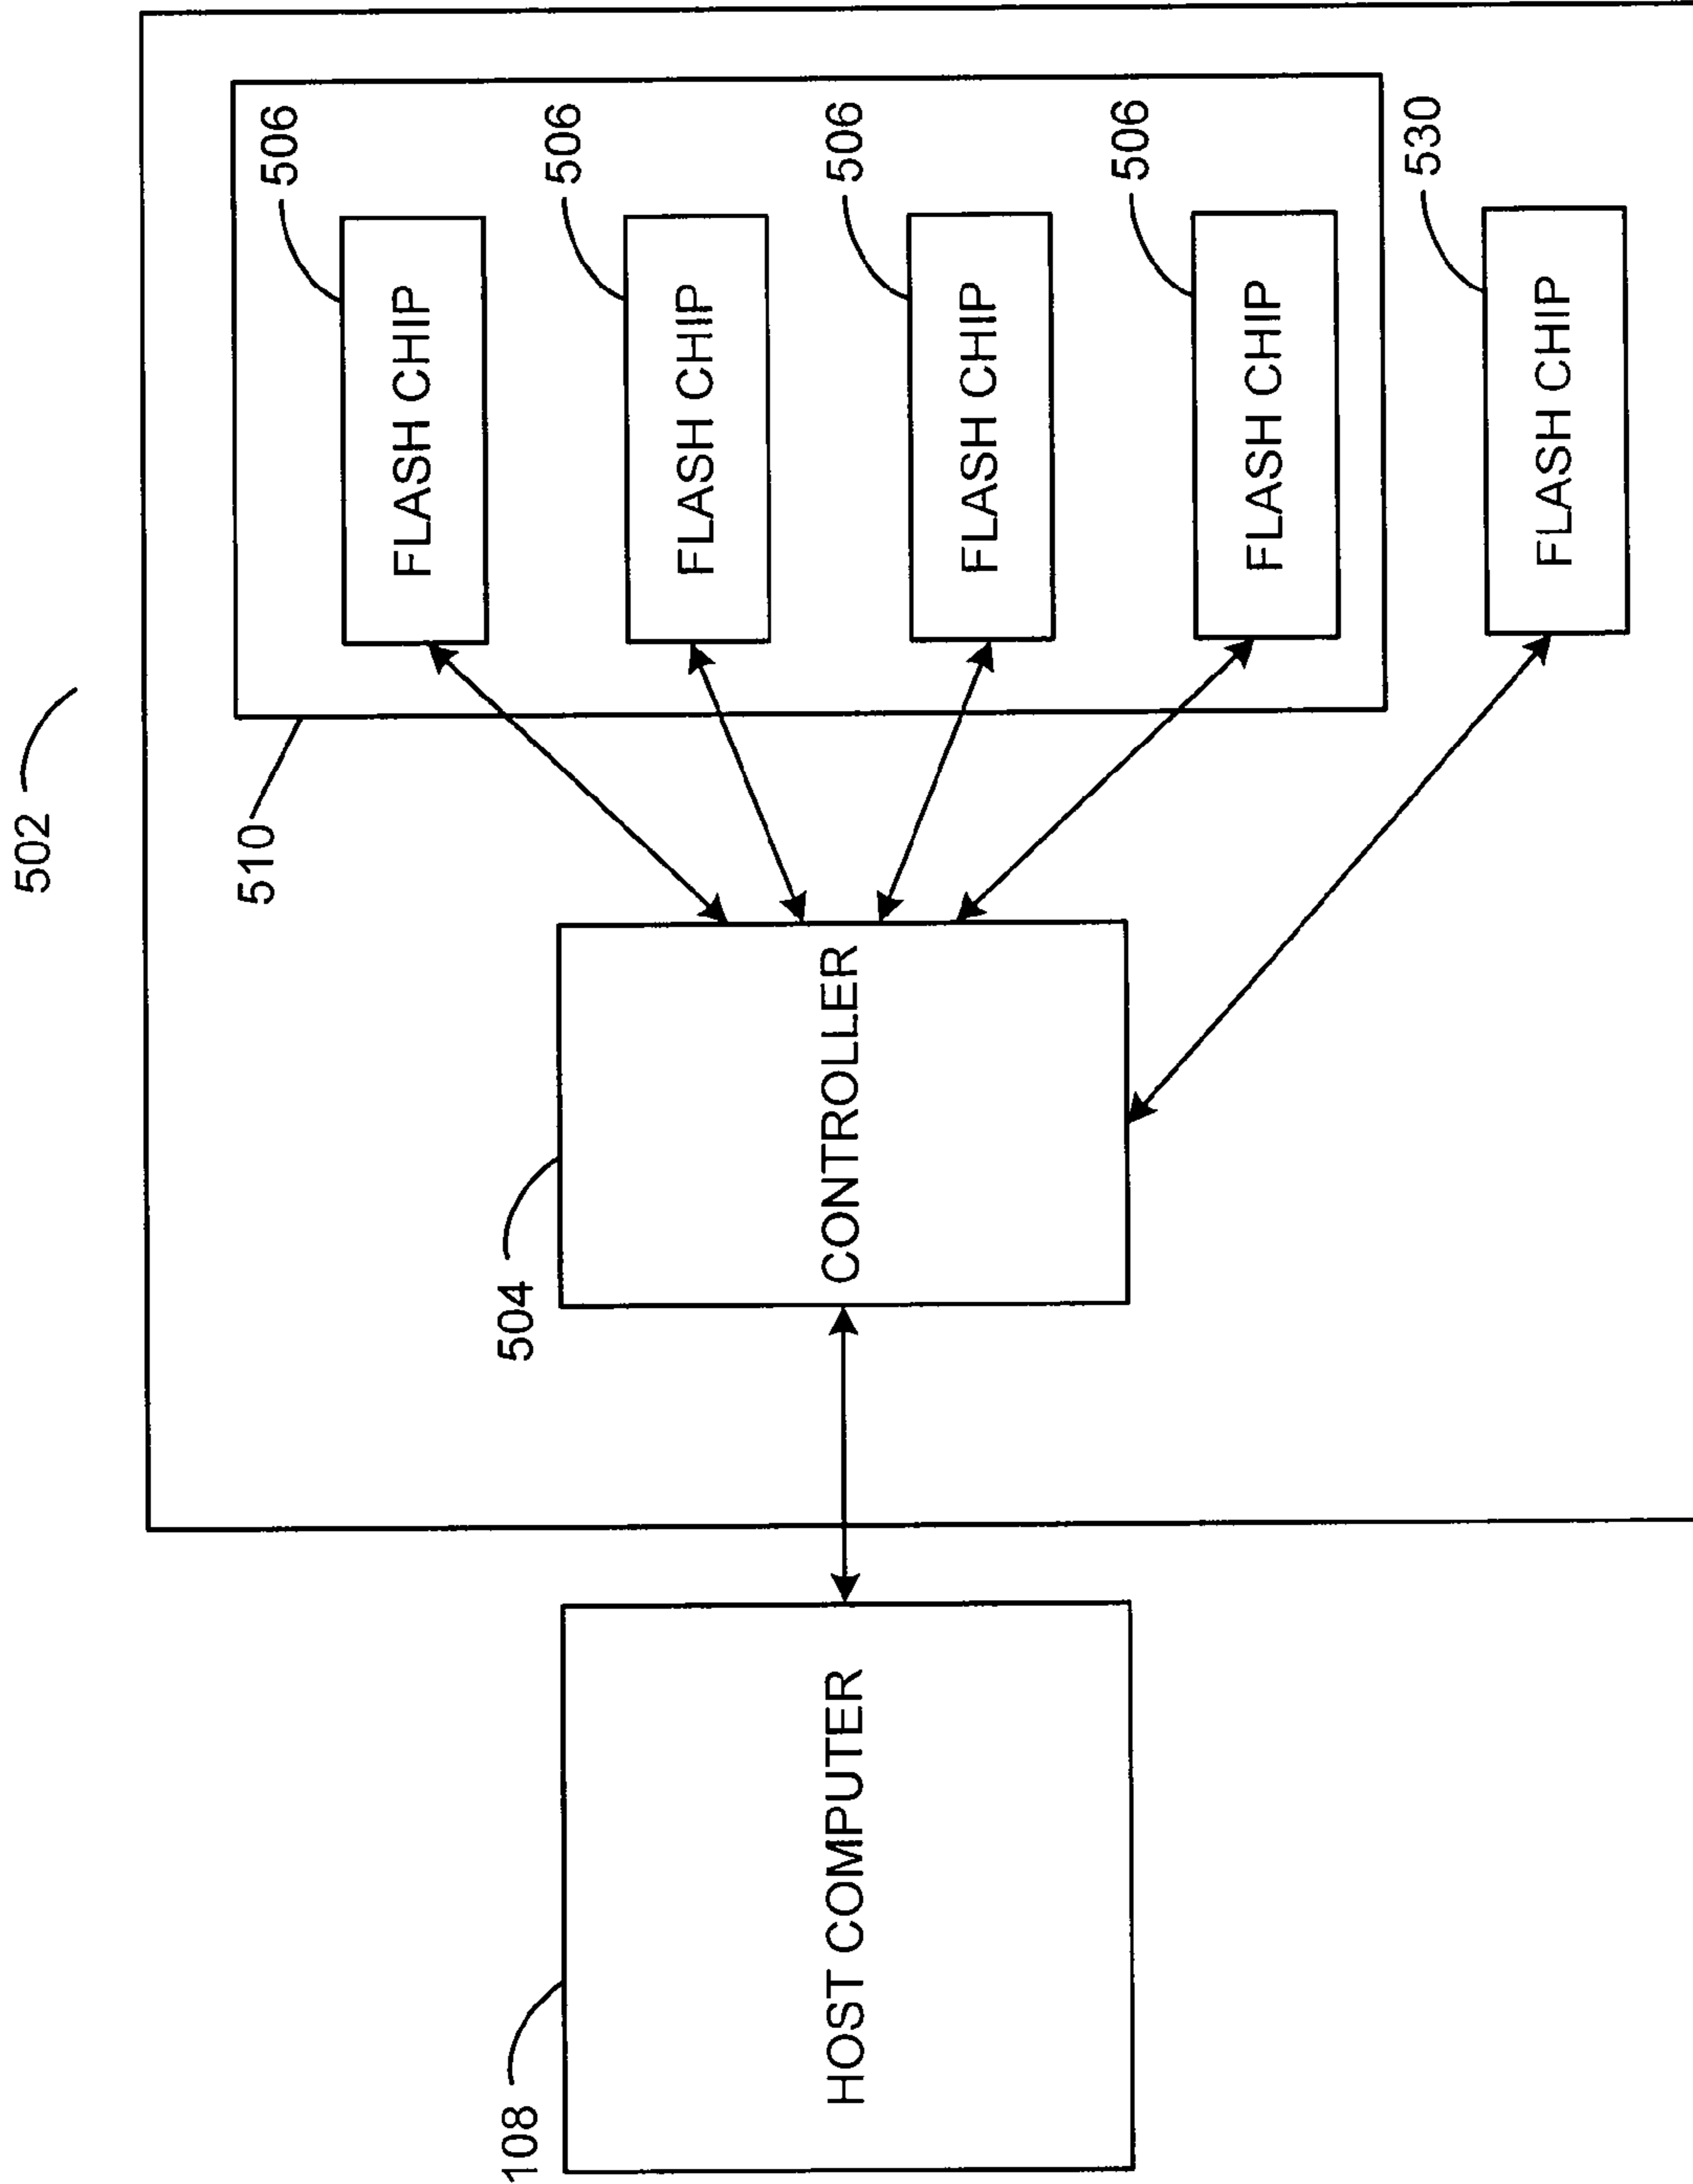 502
510
506
FLASH CHIP
506
FLASH CHIP
506
FLASH CHIP
506
FLASH CHIP
530
FLASH CHIP
504
CONTROLLER
108
HOST COMPUTER